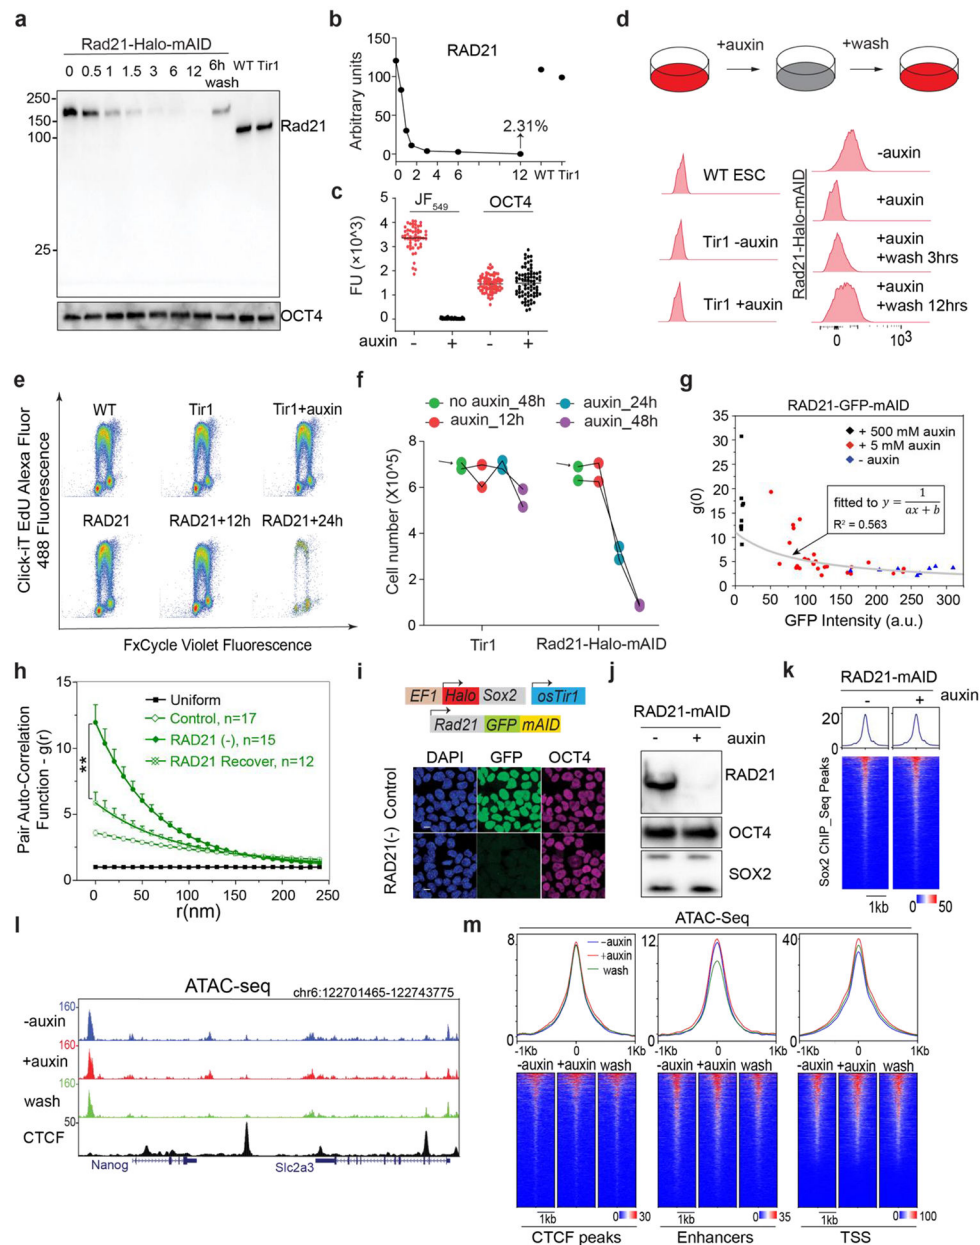 a
Rad21-Halo-mAID
0 0.5 1 1.5 3 6 12 6h wash WT Tir1
250
150
100
Rad21
25
OCT4
b
RAD21
Arbitrary units
150
100
50
0
2.31%
0 2 4 6 12 WT Tir1
c
JF549 OCT4
FU (×10^3)
5
4
3
2
1
0
auxin - + - +
d
+auxin +wash
WT ESC
Tir1 -auxin
Tir1 +auxin
Rad21-Halo-mAID
-auxin
+auxin
+auxin
+wash 3hrs
+auxin
+wash 12hrs
0 10³
e
Click-iT EdU Alexa Fluor
488 Fluorescence
WT Tir1 Tir1+auxin
RAD21 RAD21+12h RAD21+24h
FxCycle Violet Fluorescence
f
no auxin_48h auxin_24h
auxin_12h auxin_48h
Cell number (X10^5)
8
6
4
2
0
Tir1 Rad21-Halo-mAID
g
RAD21-GFP-mAID
+ 500 mM auxin
+ 5 mM auxin
- auxin
fitted to y = 1 / (ax + b)
R² = 0.563
g(0)
35
30
25
20
15
10
5
0
0 50 100 150 200 250 300
GFP Intensity (a.u.)
h
Pair Auto-Correlation
Function - g(r)
15
10
5
0
**
Uniform
Control, n=17
RAD21 (-), n=15
RAD21 Recover, n=12
0 50 100 150 200 250
r(nm)
i
EF1 Halo Sox2 osTir1
Rad21 GFP mAID
DAPI GFP OCT4
Control
RAD21(-)
j
RAD21-mAID
- + auxin
RAD21
OCT4
SOX2
k
RAD21-mAID
- + auxin
20
0
Sox2 ChIP_Seq Peaks
1kb 0 50
l
ATAC-seq
chr6:122701465-122743775
160
-auxin
160
+auxin
160
wash
50
CTCF
Nanog Slc2a3
m
ATAC-Seq
8 12 40
-auxin
+auxin
wash
0 0 0
-1Kb 0 1Kb -1Kb 0 1Kb -1Kb 0 1Kb
-auxin +auxin wash -auxin +auxin wash -auxin +auxin wash
1kb 0 30 1kb 0 35 1kb 0 100
CTCF peaks Enhancers TSS